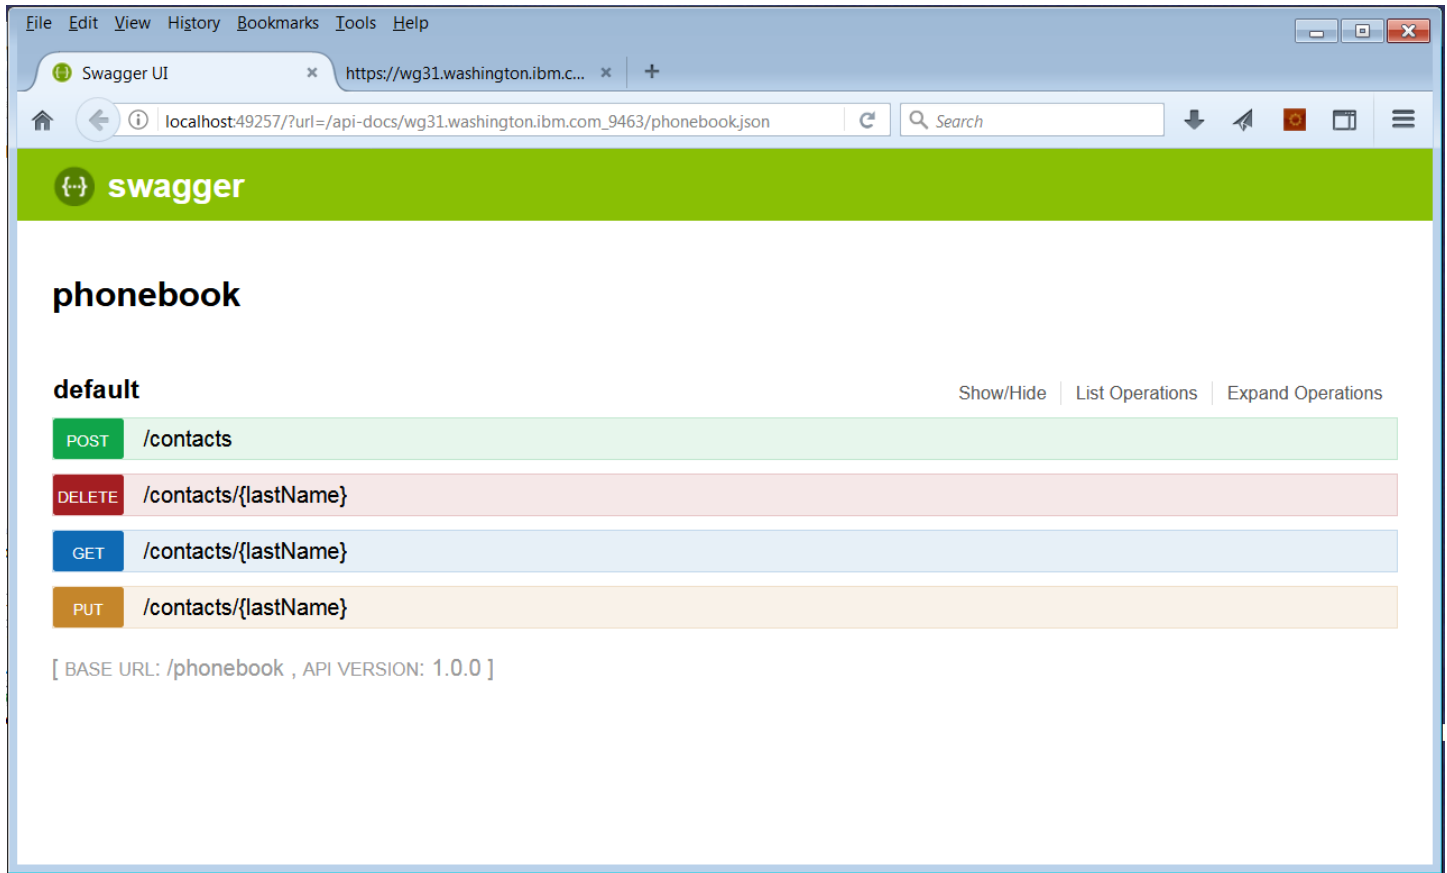 File Edit View History Bookmarks Tools Help
Swagger UI × https://wg31.washington.ibm.c... × +
localhost:49257/?url=/api-docs/wg31.washington.ibm.com_9463/phonebook.json Search
{...} swagger
phonebook
default Show/Hide List Operations Expand Operations
POST /contacts
DELETE /contacts/{lastName}
GET /contacts/{lastName}
PUT /contacts/{lastName}
[ BASE URL: /phonebook , API VERSION: 1.0.0 ]